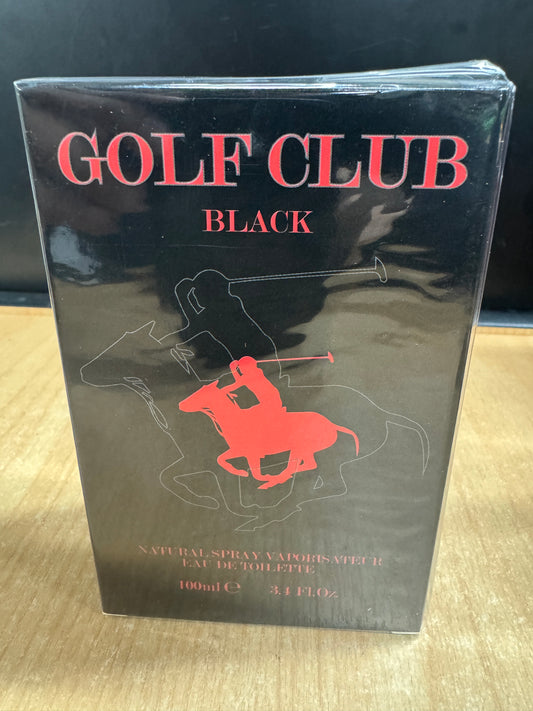 GOLF CLUB
BLACK
NATURAL SPRAY VAPORISATEUR
EAU DE TOILETTE
100ml ℮ 3.4 Fl.Oz.